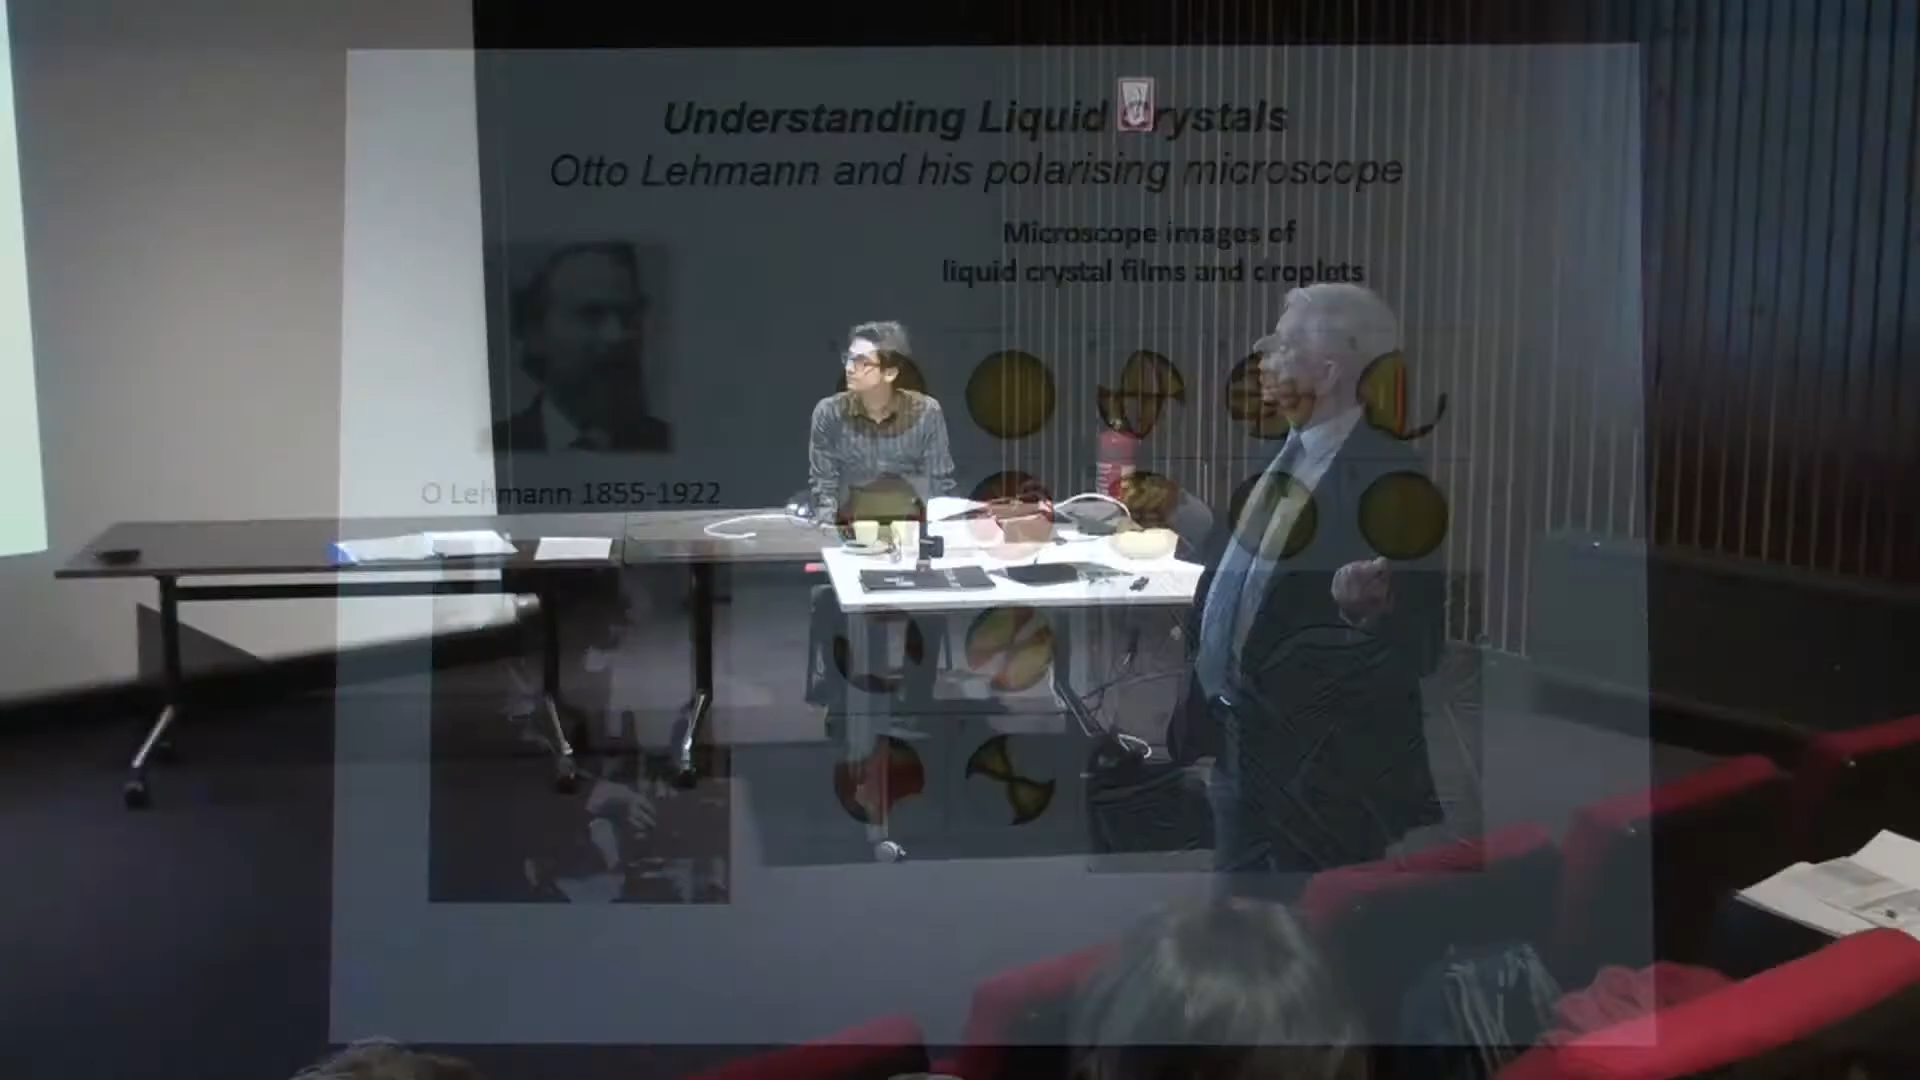 Understanding Liquid Crystals
Otto Lehmann and his polarising microscope
Microscope images of
liquid crystal films and droplets
O Lehmann 1855-1922